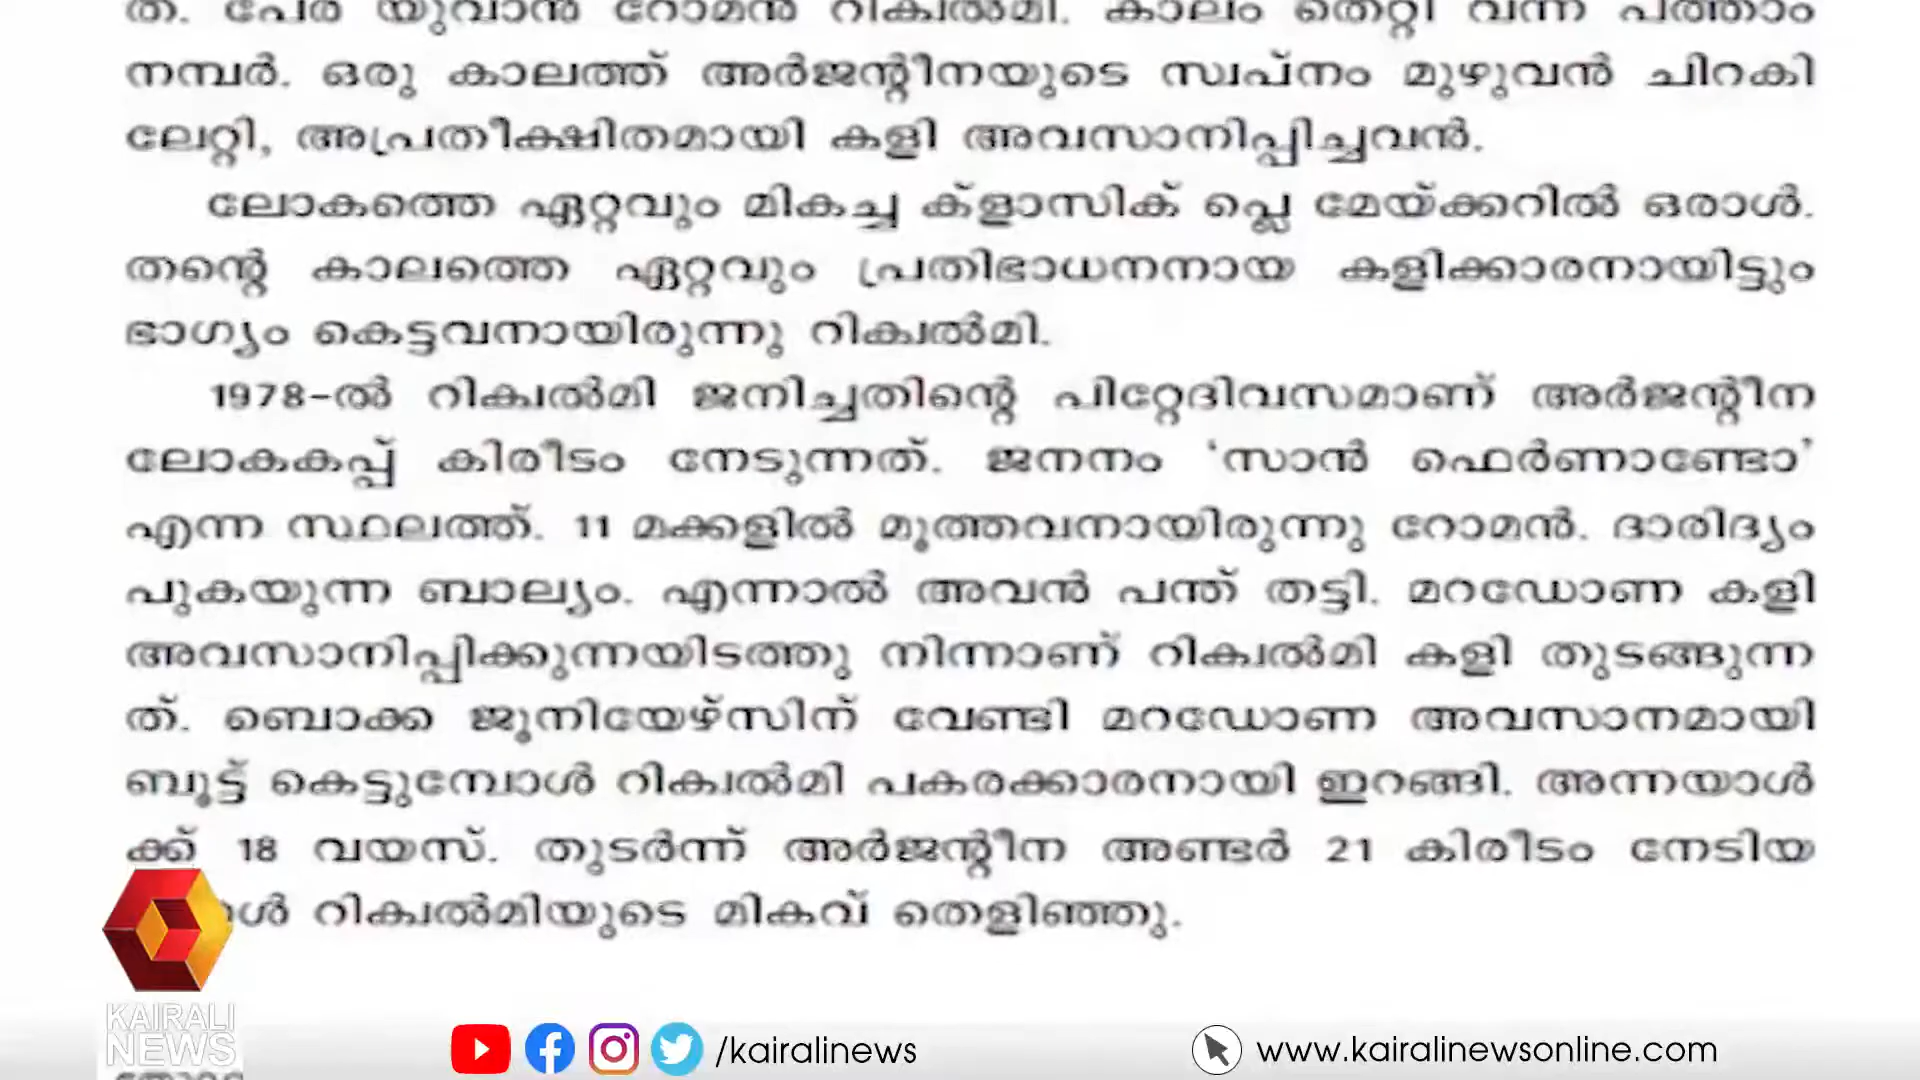 ത്. പേര് യുവാൻ റോമൻ റിക്വൽമി. കാലം തെറ്റി വന്ന പത്താം
നമ്പർ. ഒരു കാലത്ത് അർജന്റീനയുടെ സ്വപ്നം മുഴുവൻ ചിറകി
ലേറ്റി, അപ്രതീക്ഷിതമായി കളി അവസാനിപ്പിച്ചവൻ.
ലോകത്തെ ഏറ്റവും മികച്ച ക്ളാസിക് പ്ലെ മേയ്ക്കറിൽ ഒരാൾ.
തന്റെ കാലത്തെ ഏറ്റവും പ്രതിഭാധനനായ കളിക്കാരനായിട്ടും
ഭാഗ്യം കെട്ടവനായിരുന്നു റിക്വൽമി.
1978-ൽ റിക്വൽമി ജനിച്ചതിന്റെ പിറ്റേദിവസമാണ് അർജന്റീന
ലോകകപ്പ് കിരീടം നേടുന്നത്. ജനനം ‘സാൻ ഫെർണാണ്ടോ’
എന്ന സ്ഥലത്ത്. 11 മക്കളിൽ മൂത്തവനായിരുന്നു റോമൻ. ദാരിദ്യം
പുകയുന്ന ബാല്യം. എന്നാൽ അവൻ പന്ത് തട്ടി. മറഡോണ കളി
അവസാനിപ്പിക്കുന്നയിടത്തു നിന്നാണ് റിക്വൽമി കളി തുടങ്ങുന്ന
ത്. ബൊക്ക ജൂനിയേഴ്സിന് വേണ്ടി മറഡോണ അവസാനമായി
ബൂട്ട് കെട്ടുമ്പോൾ റിക്വൽമി പകരക്കാരനായി ഇറങ്ങി. അന്നയാൾ
ക്ക് 18 വയസ്. തുടർന്ന് അർജന്റീന അണ്ടർ 21 കിരീടം നേടിയ
റിക്വൽമിയുടെ മികവ് തെളിഞ്ഞു.
KAIRALI
NEWS
/kairalinews
www.kairalinewsonline.com